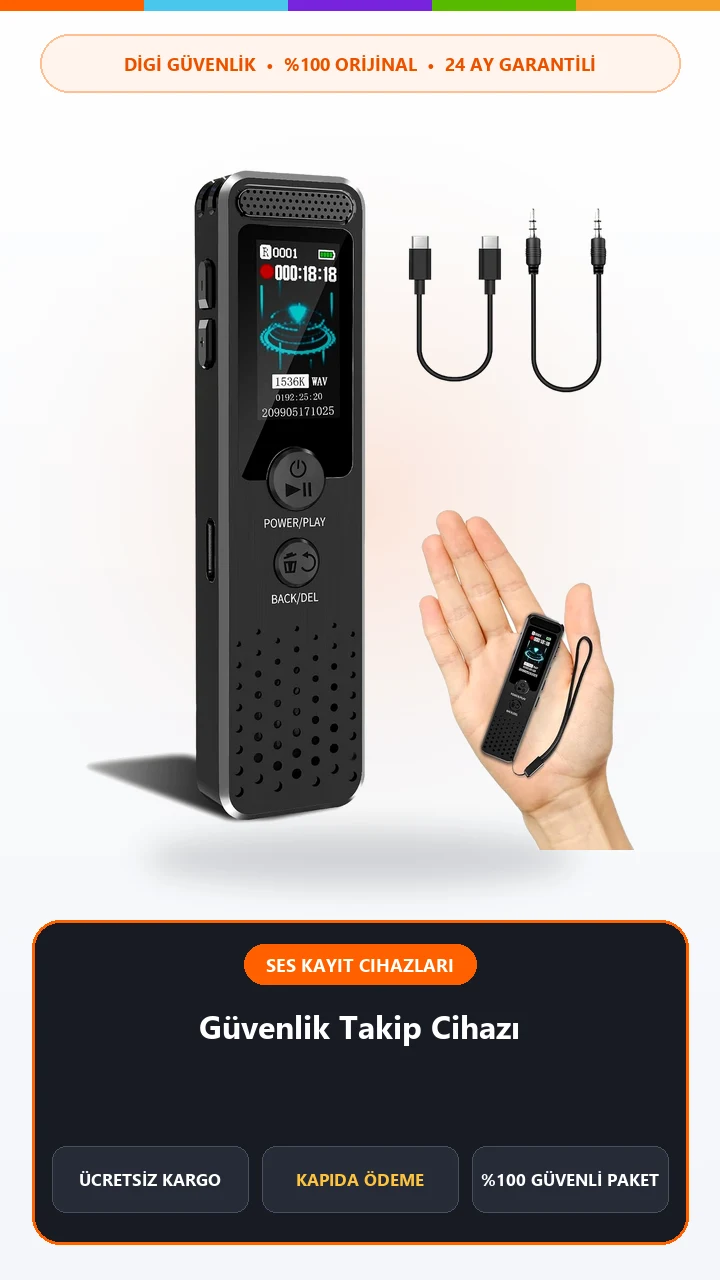 DİGİ GÜVENLİK • %100 ORİJİNAL • 24 AY GARANTİLİ
R 0001
000:18:18
1536K WAV
0192:25:20
209905171025
POWER/PLAY
BACK/DEL
SES KAYIT CIHAZLARI
Güvenlik Takip Cihazı
ÜCRETSİZ KARGO
KAPIDA ÖDEME
%100 GÜVENLİ PAKET